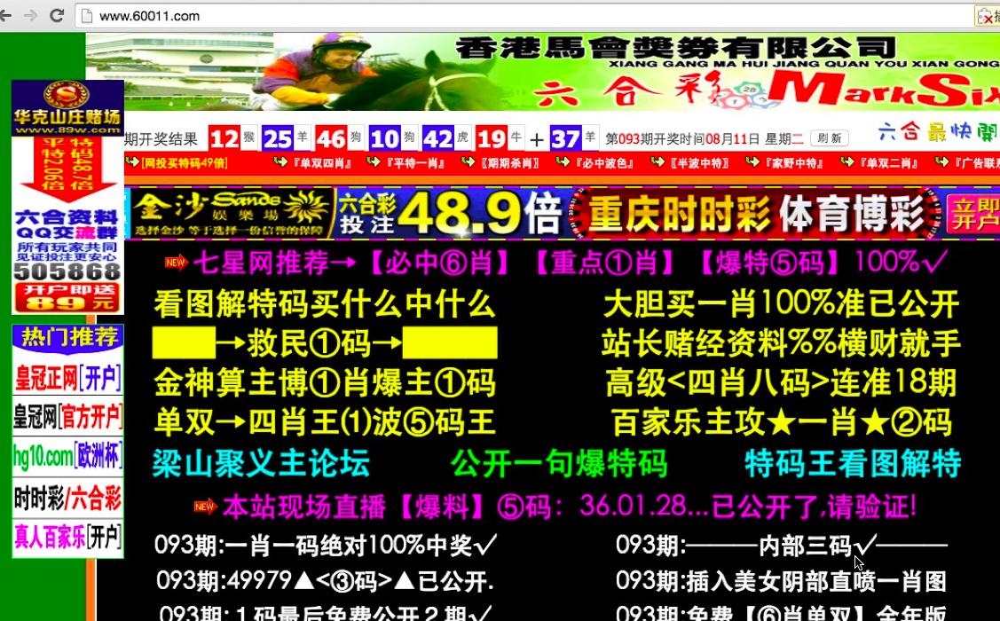 www.60011.com
香港馬會獎券有限公司
XIANG GANG MA HUI JIANG QUAN YOU XIAN GONG
六合彩 28 MarkSix
华克山庄赌场
www.89w.com
期开奖结果 12 猴 25 羊 46 狗 10 狗 42 虎 19 牛 + 37 羊 第093期开奖时间08月11日 星期二 刷 新 六合最快開
平特2.06倍
特码48.7倍
[网投买特码49倍] 『单双四肖』 『平特一肖』 〖期期杀肖〗 『必中波色』 〖半波中特〗 『家野中特』 『单双二肖』 『广告联系
金沙 Sands 娱樂場
选择金沙 等于选择一份信誉的保障
六合彩投注 48.9倍
重庆时时彩 体育博彩
立即开户
六合资料
QQ交流群
所有玩家共同
见证投注更安心
505868
开户即送
89元
NEW 七星网推荐→【必中⑥肖】【重点①肖】【爆特⑤码】100%√
看图解特码买什么中什么 大胆买一肖100%准已公开
→救民①码→ 站长赌经资料%%横财就手
金神算主博①肖爆主①码 高级<四肖八码>连准18期
单双→四肖王⑴波⑤码王 百家乐主攻★一肖★②码
梁山聚义主论坛 公开一句爆特码 特码王看图解特
NEW 本站现场直播【爆料】⑤码：36.01.28...已公开了,请验证!
093期:一肖一码绝对100%中奖√ 093期:———内部三码√———
093期:49979▲<③码>▲已公开. 093期:插入美女阴部直喷一肖图
093期:1码最后免费公开2期√ 093期:免费【⑥肖单双】全年版
热门推荐
皇冠正网[开户]
皇冠网[官方开户]
hg10.com[欧洲杯]
时时彩/六合彩
真人百家乐[开户]